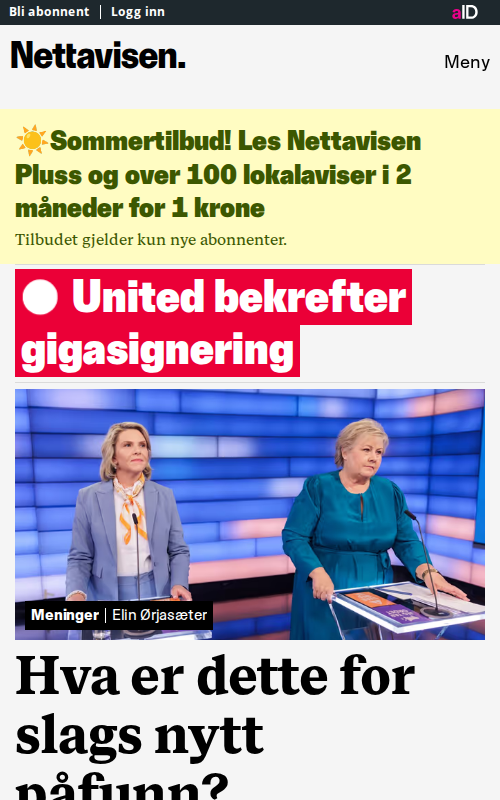 Bli abonnent | Logg inn
aID
Nettavisen.
Meny
☀️Sommertilbud! Les Nettavisen
Pluss og over 100 lokalaviser i 2
måneder for 1 krone
Tilbudet gjelder kun nye abonnenter.
United bekrefter
gigasignering
Meninger | Elin Ørjasæter
Hva er dette for
slags nytt
påfunn?